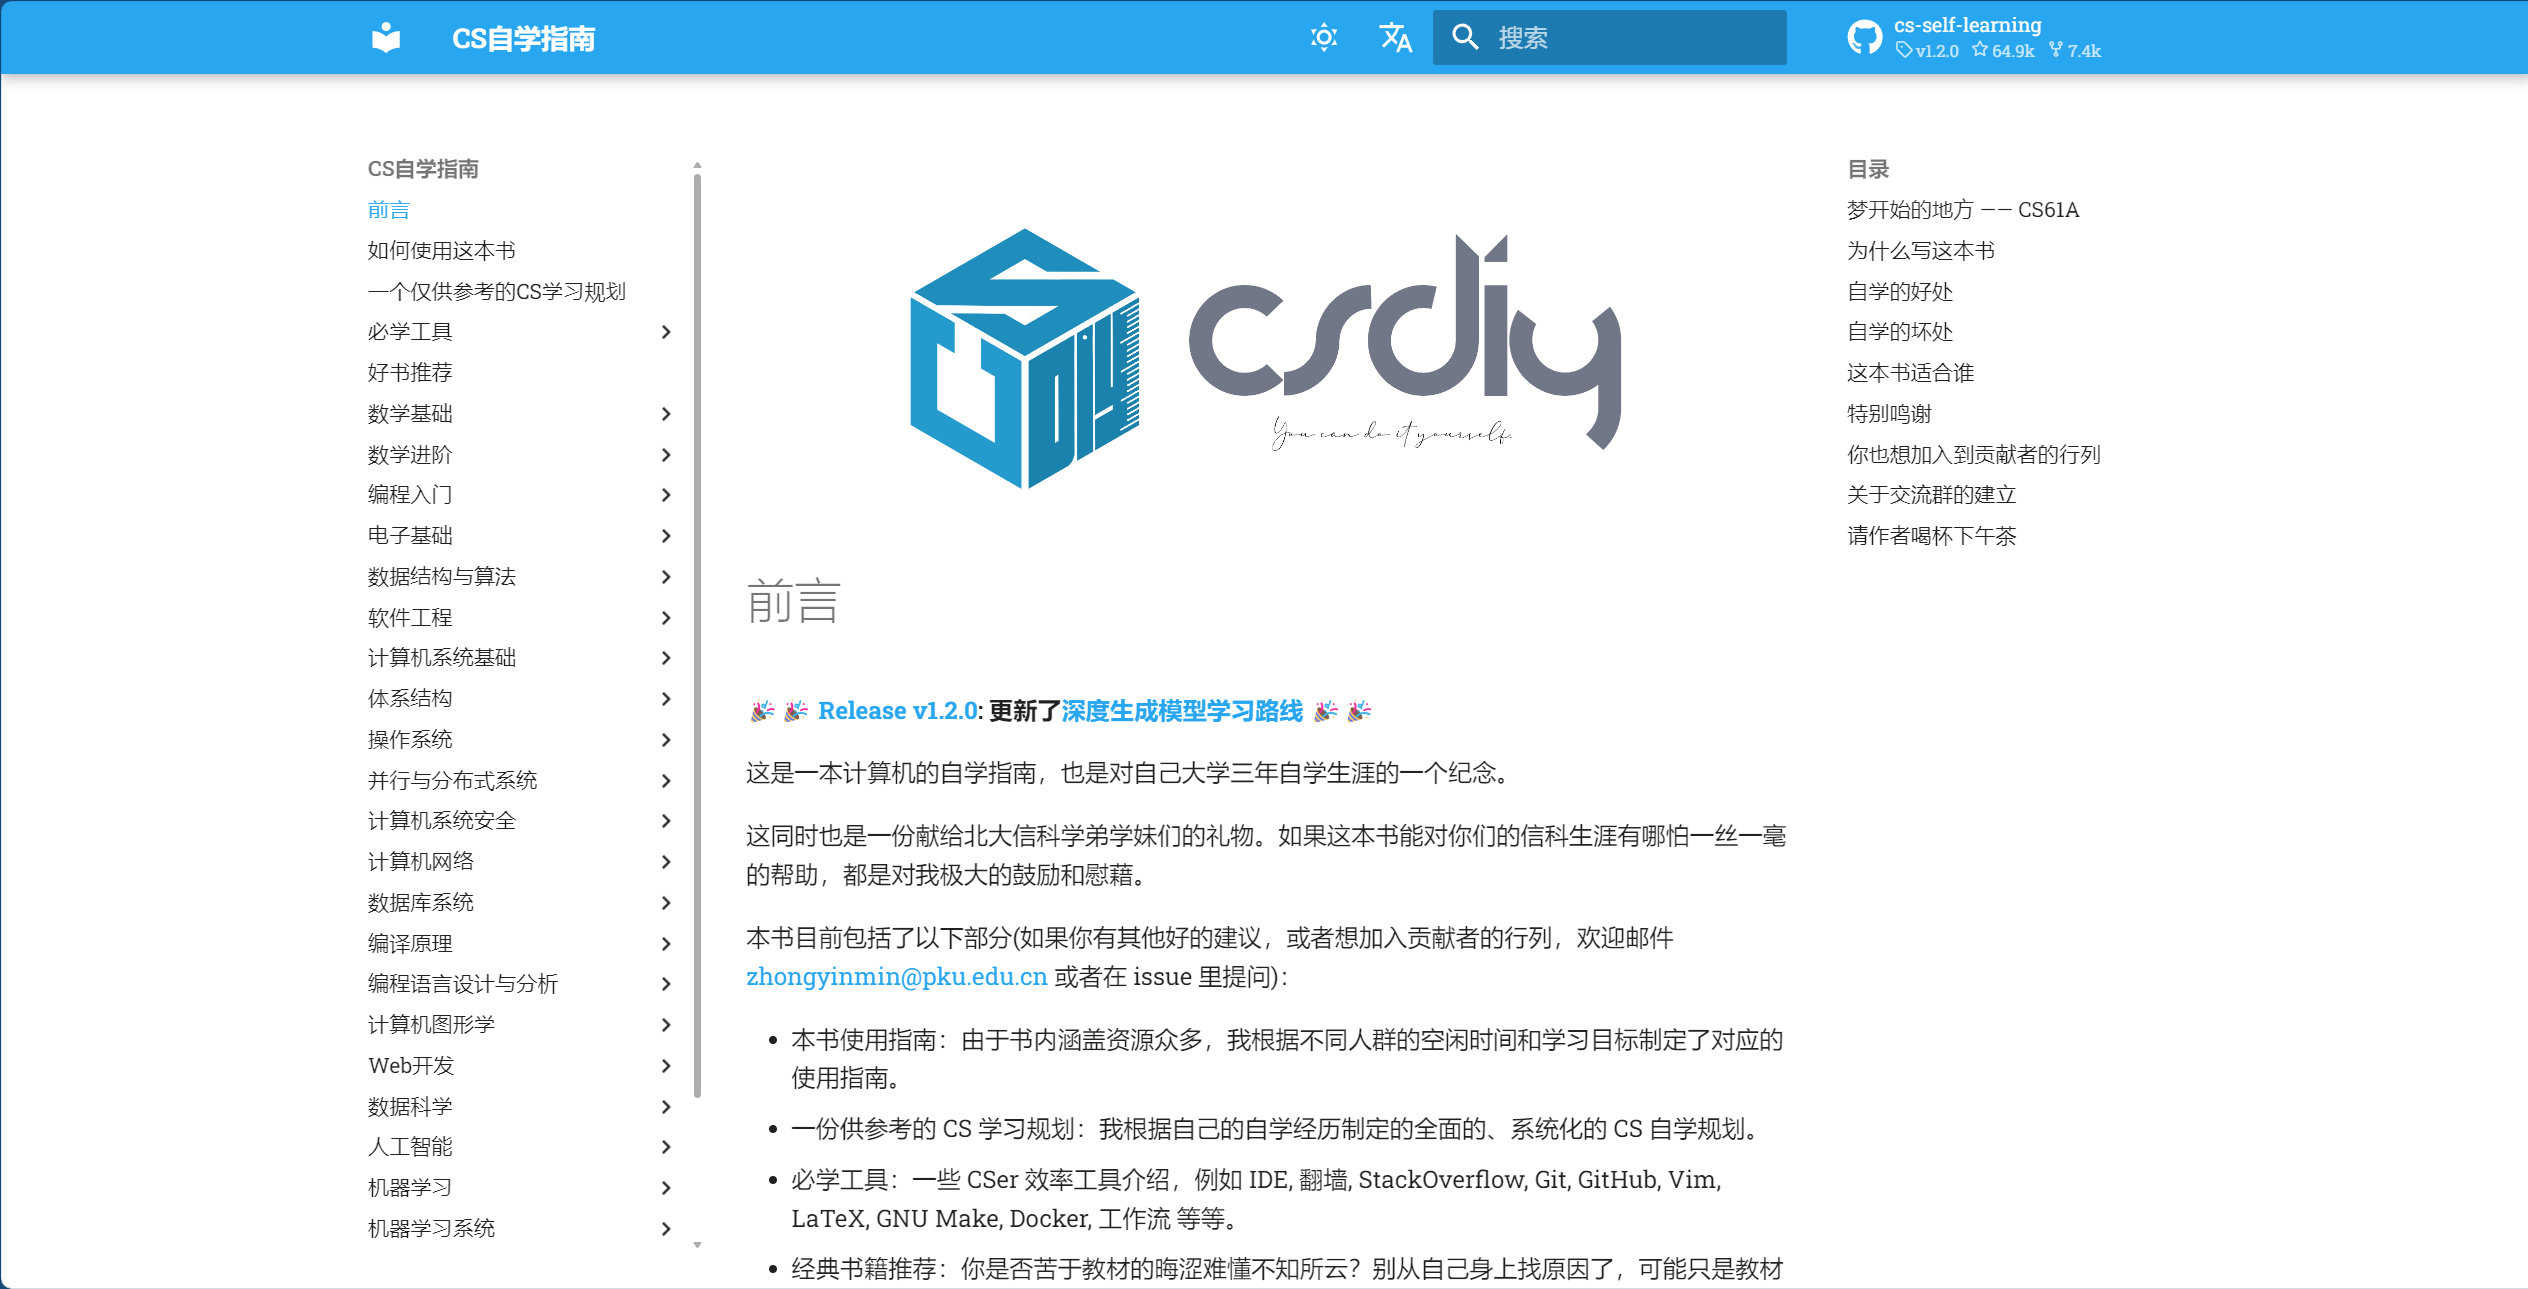 CS自学指南
搜索
cs-self-learning
v1.2.0 64.9k 7.4k
CS自学指南
前言
如何使用这本书
一个仅供参考的CS学习规划
必学工具
好书推荐
数学基础
数学进阶
编程入门
电子基础
数据结构与算法
软件工程
计算机系统基础
体系结构
操作系统
并行与分布式系统
计算机系统安全
计算机网络
数据库系统
编译原理
编程语言设计与分析
计算机图形学
Web开发
数据科学
人工智能
机器学习
机器学习系统
CS DIY
csdiy
You can do it yourself.
前言
🎉 🎉 Release v1.2.0: 更新了深度生成模型学习路线 🎉 🎉
这是一本计算机的自学指南，也是对自己大学三年自学生涯的一个纪念。
这同时也是一份献给北大信科学弟学妹们的礼物。如果这本书能对你们的信科生涯有哪怕一丝一毫
的帮助，都是对我极大的鼓励和慰藉。
本书目前包括了以下部分(如果你有其他好的建议，或者想加入贡献者的行列，欢迎邮件
zhongyinmin@pku.edu.cn 或者在 issue 里提问)：
• 本书使用指南：由于书内涵盖资源众多，我根据不同人群的空闲时间和学习目标制定了对应的
使用指南。
• 一份供参考的 CS 学习规划：我根据自己的自学经历制定的全面的、系统化的 CS 自学规划。
• 必学工具：一些 CSer 效率工具介绍，例如 IDE, 翻墙, StackOverflow, Git, GitHub, Vim,
LaTeX, GNU Make, Docker, 工作流 等等。
• 经典书籍推荐：你是否苦于教材的晦涩难懂不知所云？别从自己身上找原因了，可能只是教材
目录
梦开始的地方 —— CS61A
为什么写这本书
自学的好处
自学的坏处
这本书适合谁
特别鸣谢
你也想加入到贡献者的行列
关于交流群的建立
请作者喝杯下午茶